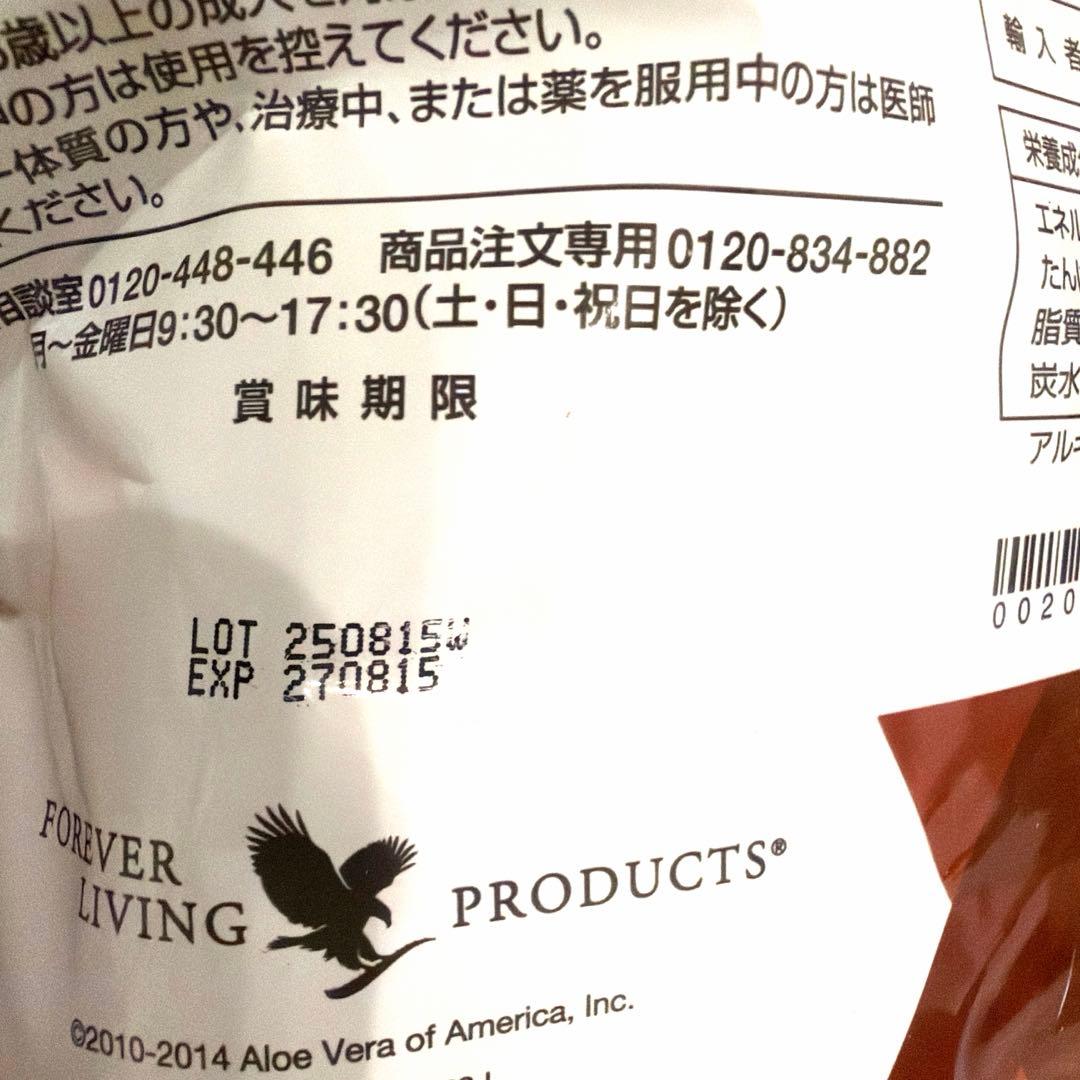 歳以上の成人
の方は使用を控えてください。
体質の方や、治療中、または薬を服用中の方は医師
ください。
相談室0120-448-446 商品注文専用0120-834-882
月〜金曜日9:30〜17:30(土・日・祝日を除く)
賞味期限
LOT 250815W
EXP 270815
FOREVER
LIVING
PRODUCTS®
©2010-2014 Aloe Vera of America, Inc.
輸入者
栄養成
エネル
たん
脂質
炭水
アル
0020